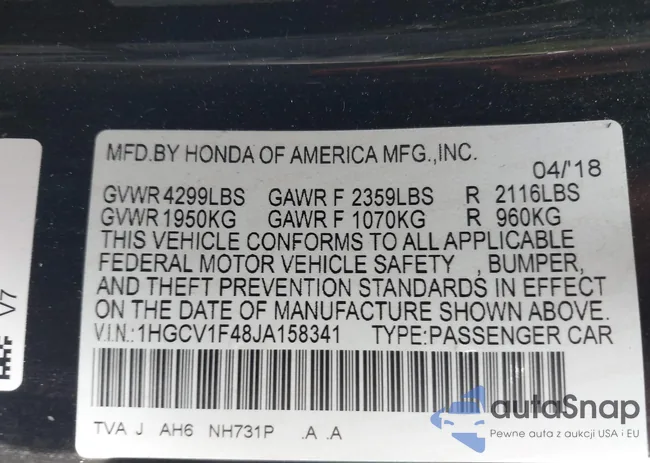 MFD.BY HONDA OF AMERICA MFG.,INC.
04/'18
GVWR 4299LBS GAWR F 2359LBS R 2116LBS
GVWR 1950KG GAWR F 1070KG R 960KG
THIS VEHICLE CONFORMS TO ALL APPLICABLE
FEDERAL MOTOR VEHICLE SAFETY , BUMPER,
AND THEFT PREVENTION STANDARDS IN EFFECT
ON THE DATE OF MANUFACTURE SHOWN ABOVE.
V.I.N.:1HGCV1F48JA158341 TYPE:PASSENGER CAR
TVA J AH6 NH731P .A .A
V7
autoSnap
Pewne auta z aukcji USA i EU